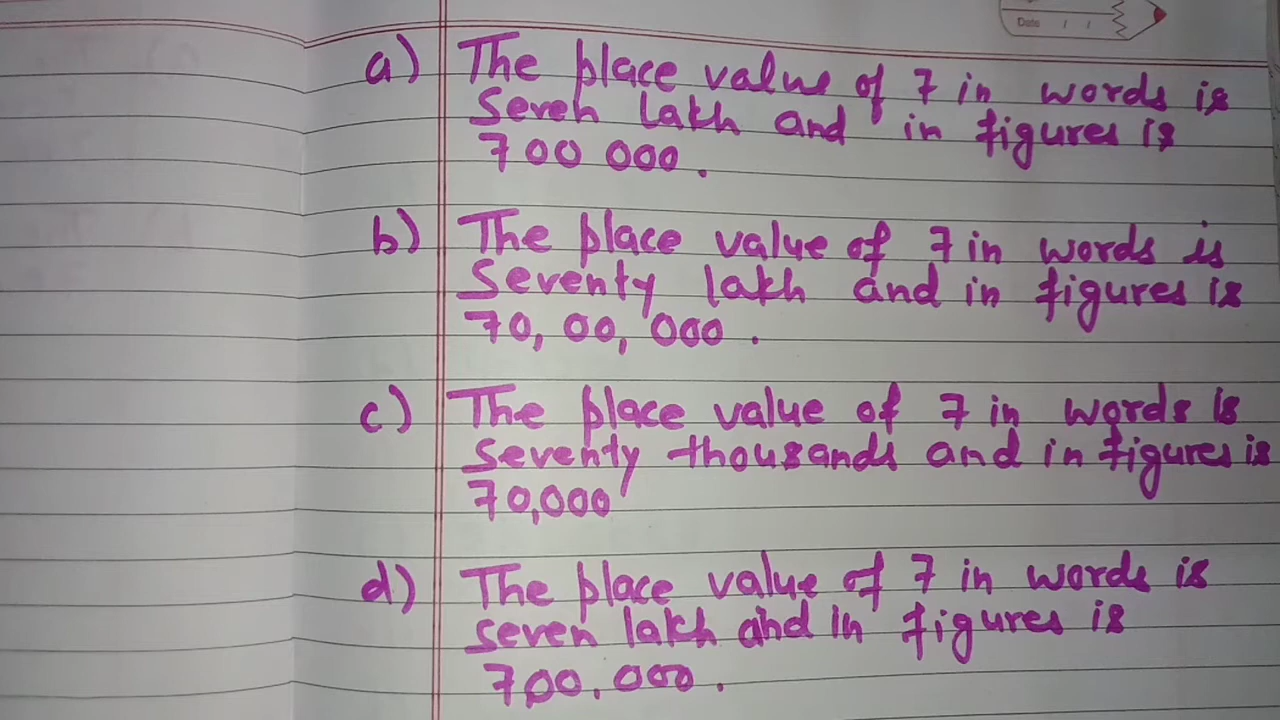 Date / /
a) The place value of 7 in words is
Seven lakh and in figures is
700 000.
b) The place value of 7 in words is
Seventy lakh and in figures is
70, 00, 000.
c) The place value of 7 in words is
Seventy thousands and in figures is
70,000
d) The place value of 7 in words is
seven lakh and in figures is
700,000.